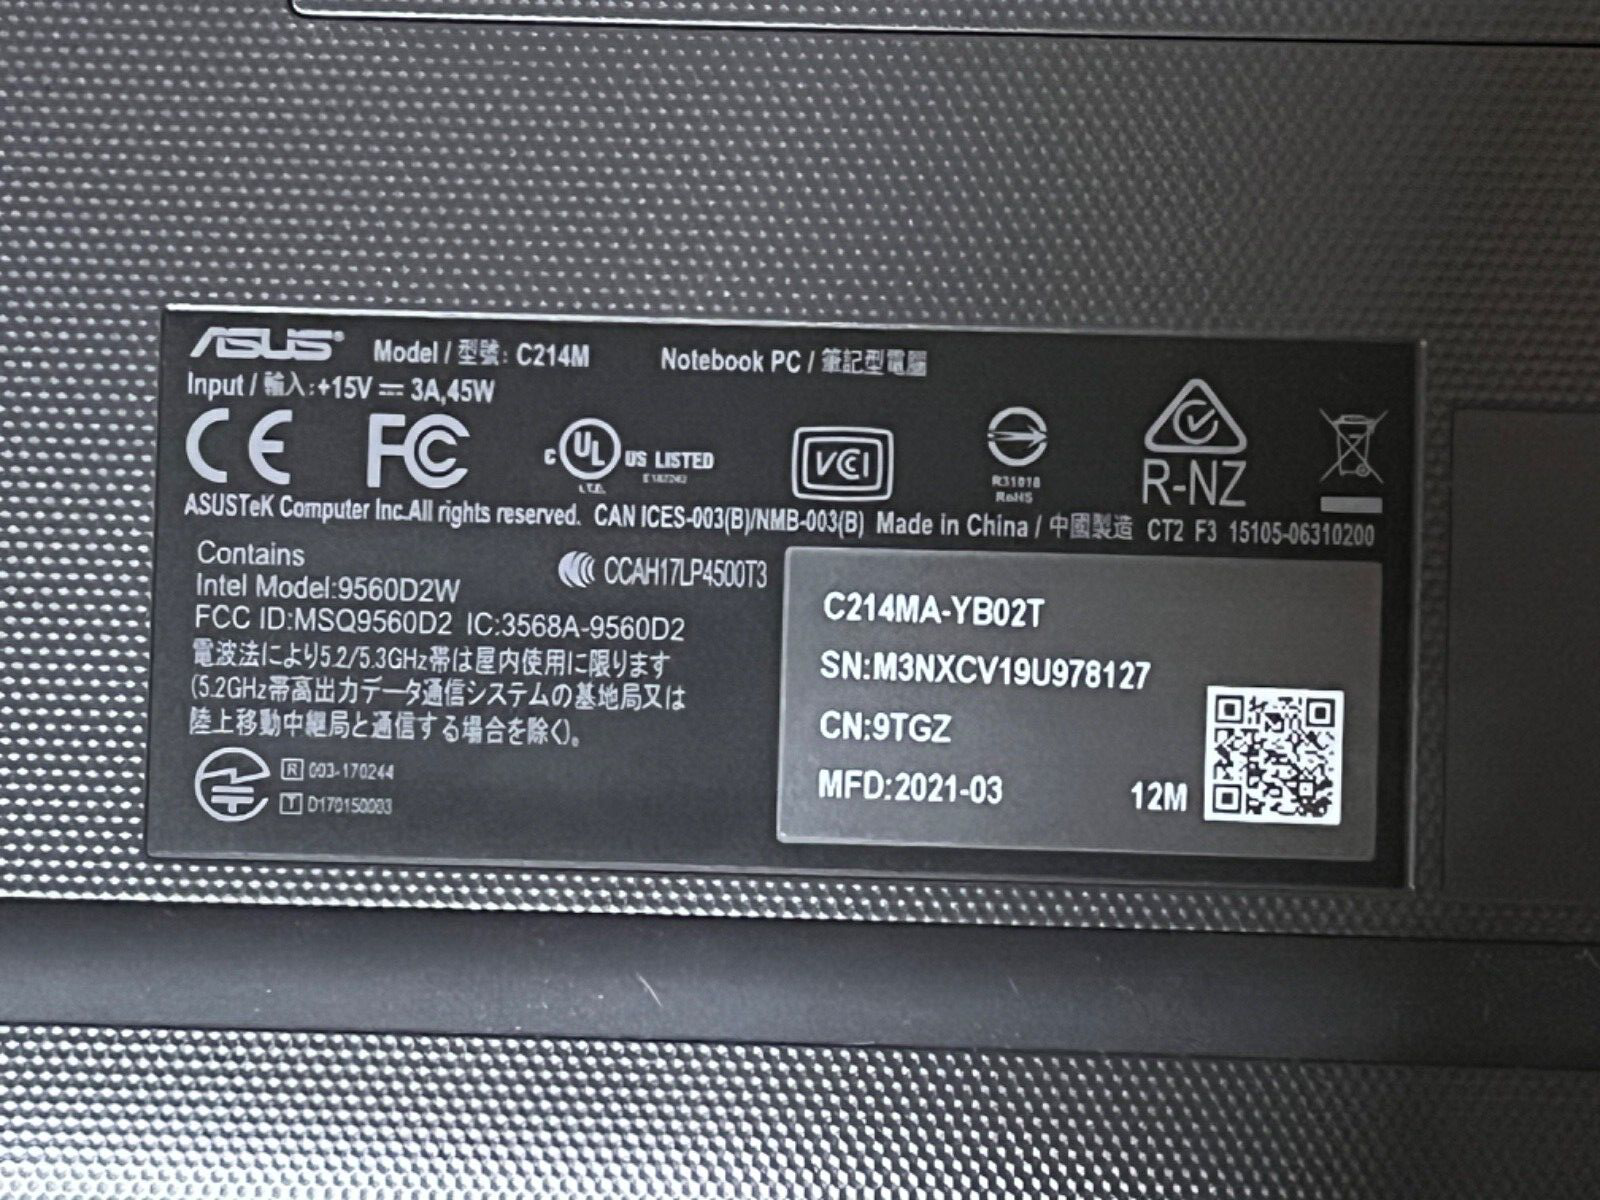 ASUS® Model / 型號: C214M Notebook PC / 筆記型電腦
Input / 輸入: +15V ⎓ 3A, 45W
CE FC c UL US LISTED VCI R-NZ
E182242
I.T.E.
R31018
RoHS
ASUSTeK Computer Inc. All rights reserved. CAN ICES-003(B)/NMB-003(B) Made in China / 中國製造 CT2 F3 15105-06310200
Contains
Intel Model:9560D2W
CCAH17LP4500T3
FCC ID:MSQ9560D2 IC:3568A-9560D2
電波法により5.2/5.3GHz帯は屋内使用に限ります
(5.2GHz帯高出力データ通信システムの基地局又は
陸上移動中継局と通信する場合を除く)。
R 003-170244
T D170150003
C214MA-YB02T
SN:M3NXCV19U978127
CN:9TGZ
MFD:2021-03 12M